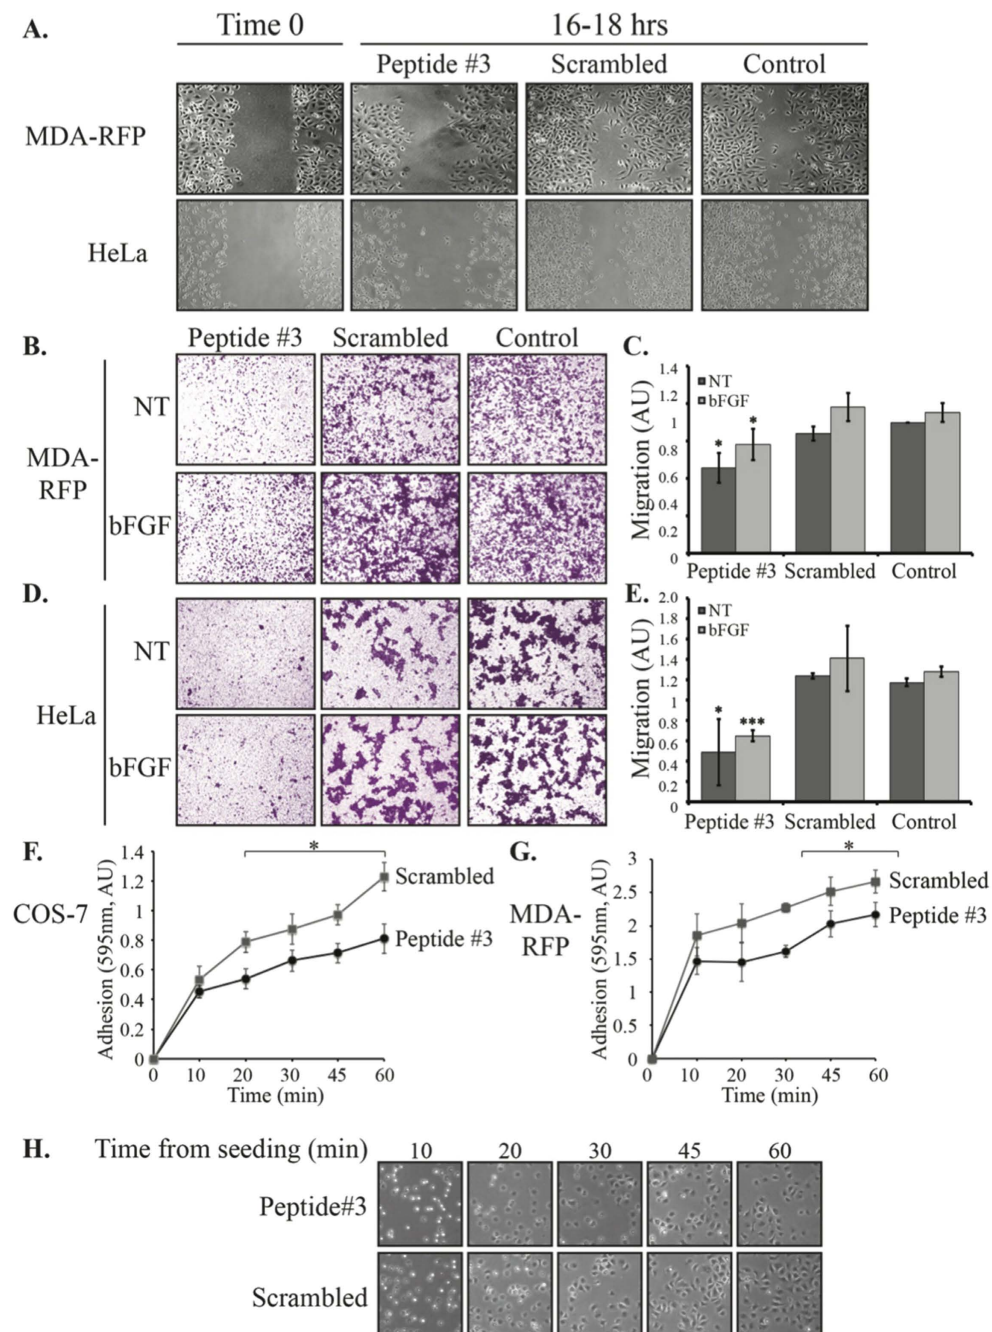 A.
Time 0
16-18 hrs
Peptide #3
Scrambled
Control
MDA-RFP
HeLa
B.
Peptide #3
Scrambled
Control
MDA-
RFP
NT
bFGF
C.
Migration (AU)
1.4
1.2
1
0.8
0.6
0.4
0.2
0
NT
bFGF
*
*
Peptide #3
Scrambled
Control
D.
HeLa
NT
bFGF
E.
Migration (AU)
2.0
1.8
1.6
1.4
1.2
1
0.8
0.6
0.4
0.2
0
NT
bFGF
*
***
Peptide #3
Scrambled
Control
F.
COS-7
Adhesion (595nm, AU)
1.4
1.2
1
0.8
0.6
0.4
0.2
0
*
Scrambled
Peptide #3
0 10 20 30 45 60
Time (min)
G.
MDA-
RFP
Adhesion (595nm, AU)
3
2.5
2
1.5
1
0.5
0
*
Scrambled
Peptide #3
0 10 20 30 45 60
Time (min)
H.
Time from seeding (min) 10 20 30 45 60
Peptide#3
Scrambled